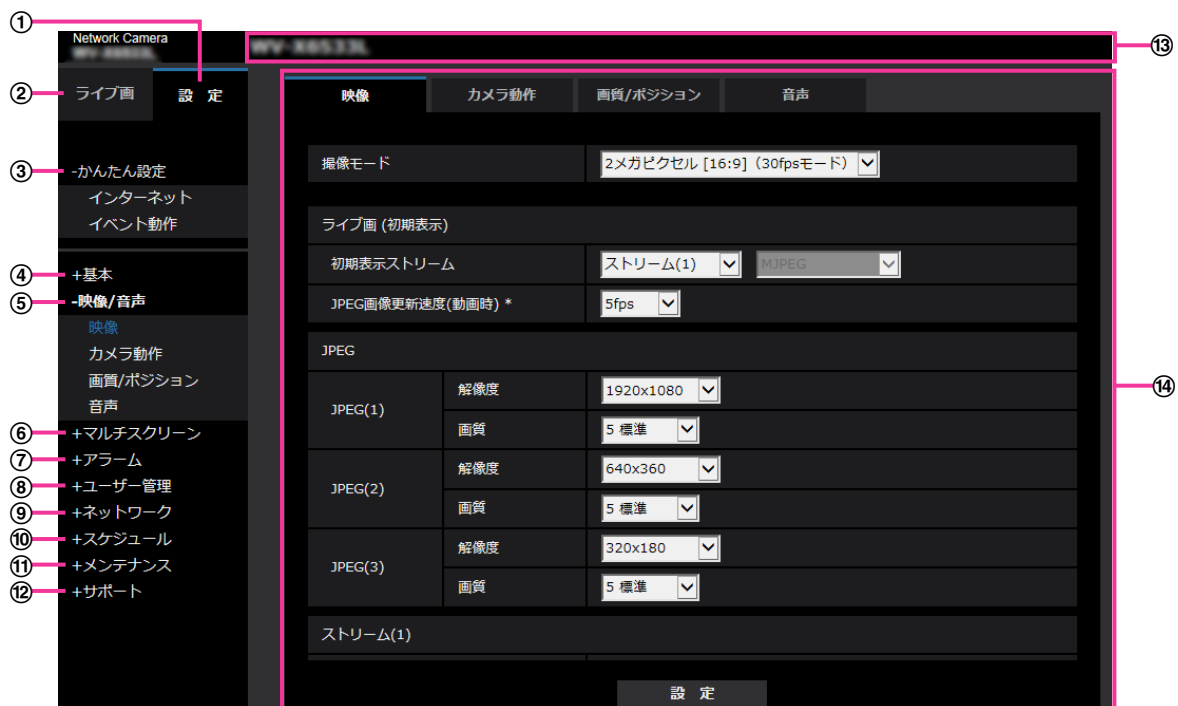 ①
Network Camera
WV-X6533L
⑬
② ライブ画 設 定
映像 カメラ動作 画質/ポジション 音声
撮像モード 2メガピクセル [16:9]（30fpsモード）
③ -かんたん設定
インターネット
イベント動作
ライブ画 (初期表示)
初期表示ストリーム ストリーム(1) MJPEG
JPEG画像更新速度(動画時) * 5fps
④ +基本
⑤ -映像/音声
映像
カメラ動作
画質/ポジション
音声
⑥ +マルチスクリーン
⑦ +アラーム
⑧ +ユーザー管理
⑨ +ネットワーク
⑩ +スケジュール
⑪ +メンテナンス
⑫ +サポート
JPEG
⑭
JPEG(1) 解像度 1920x1080
画質 5 標準
JPEG(2) 解像度 640x360
画質 5 標準
JPEG(3) 解像度 320x180
画質 5 標準
ストリーム(1)
設 定